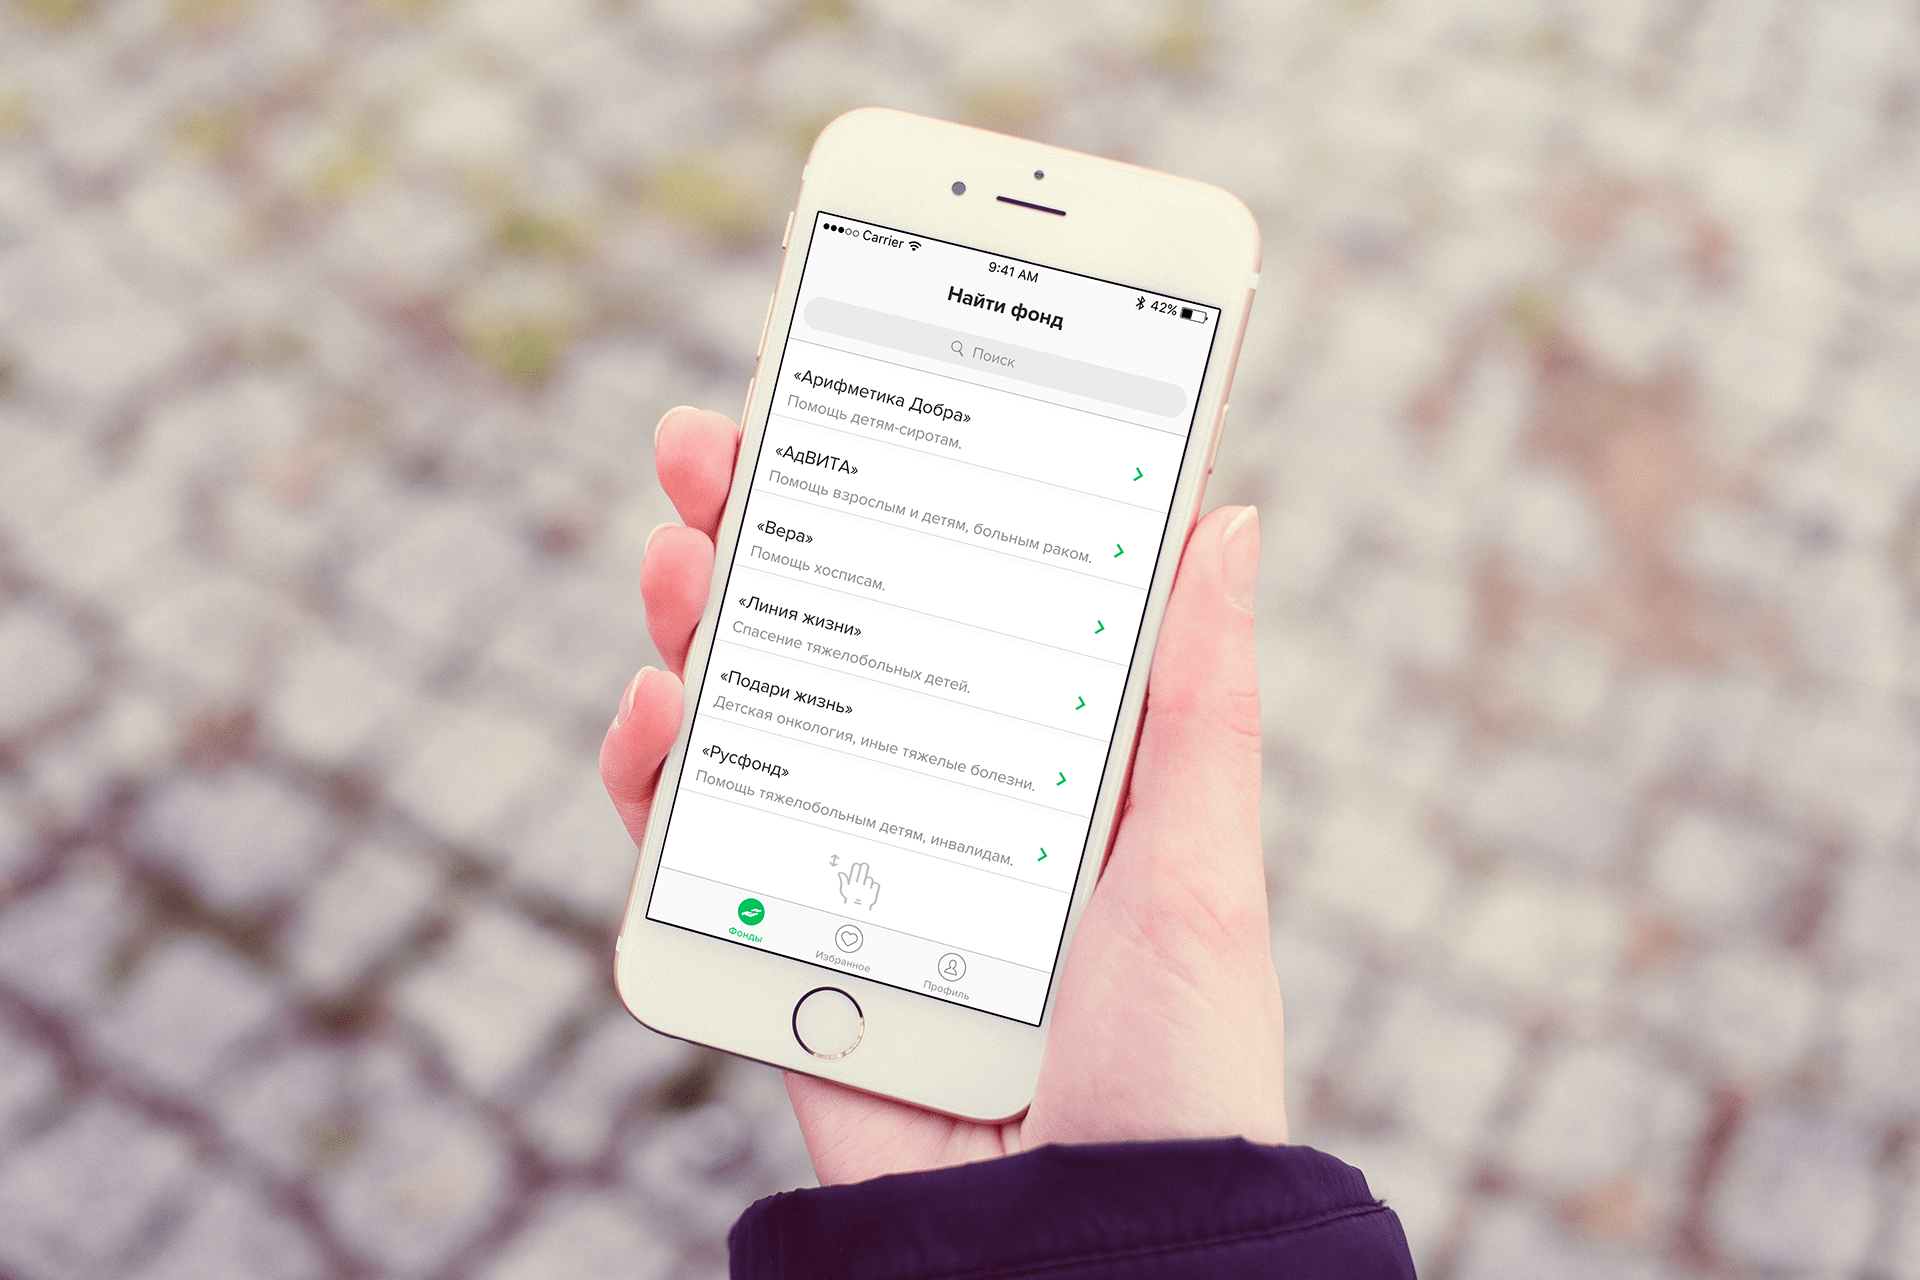 Carrier
9:41 AM
42%
Найти фонд
Поиск
«Арифметика Добра»
Помощь детям-сиротам.
«АдВИТА»
Помощь взрослым и детям, больным раком.
«Вера»
Помощь хосписам.
«Линия жизни»
Спасение тяжелобольных детей.
«Подари жизнь»
Детская онкология, иные тяжелые болезни.
«Русфонд»
Помощь тяжелобольным детям, инвалидам.
Фонды
Избранное
Профиль